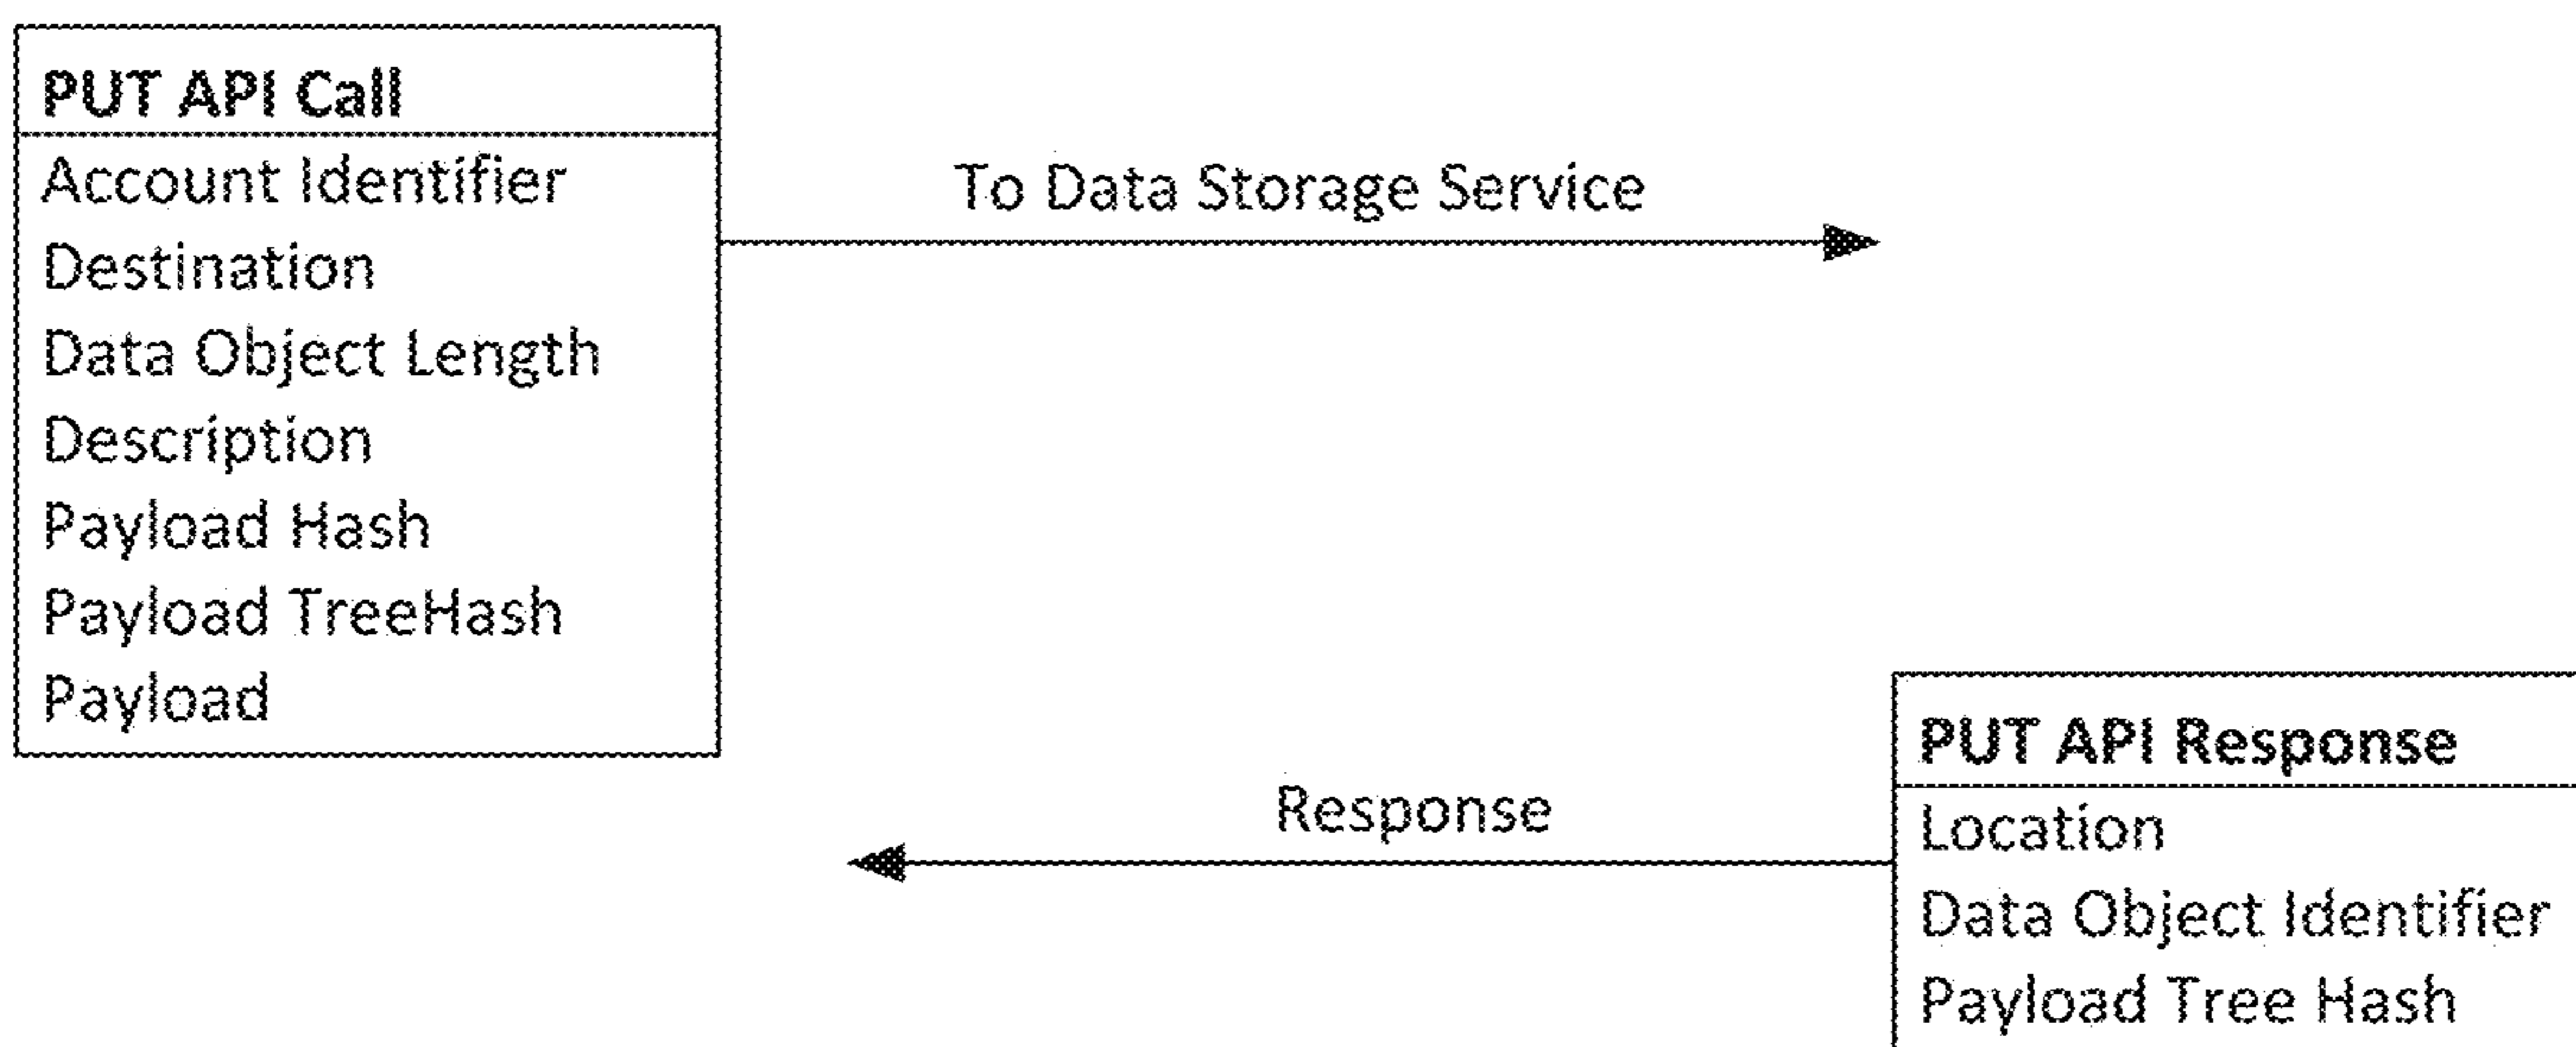 PUT API Call
Account Identifier
Destination
Data Object Length
Description
Payload Hash
Payload TreeHash
Payload
To Data Storage Service
Response
PUT API Response
Location
Data Object Identifier
Payload Tree Hash